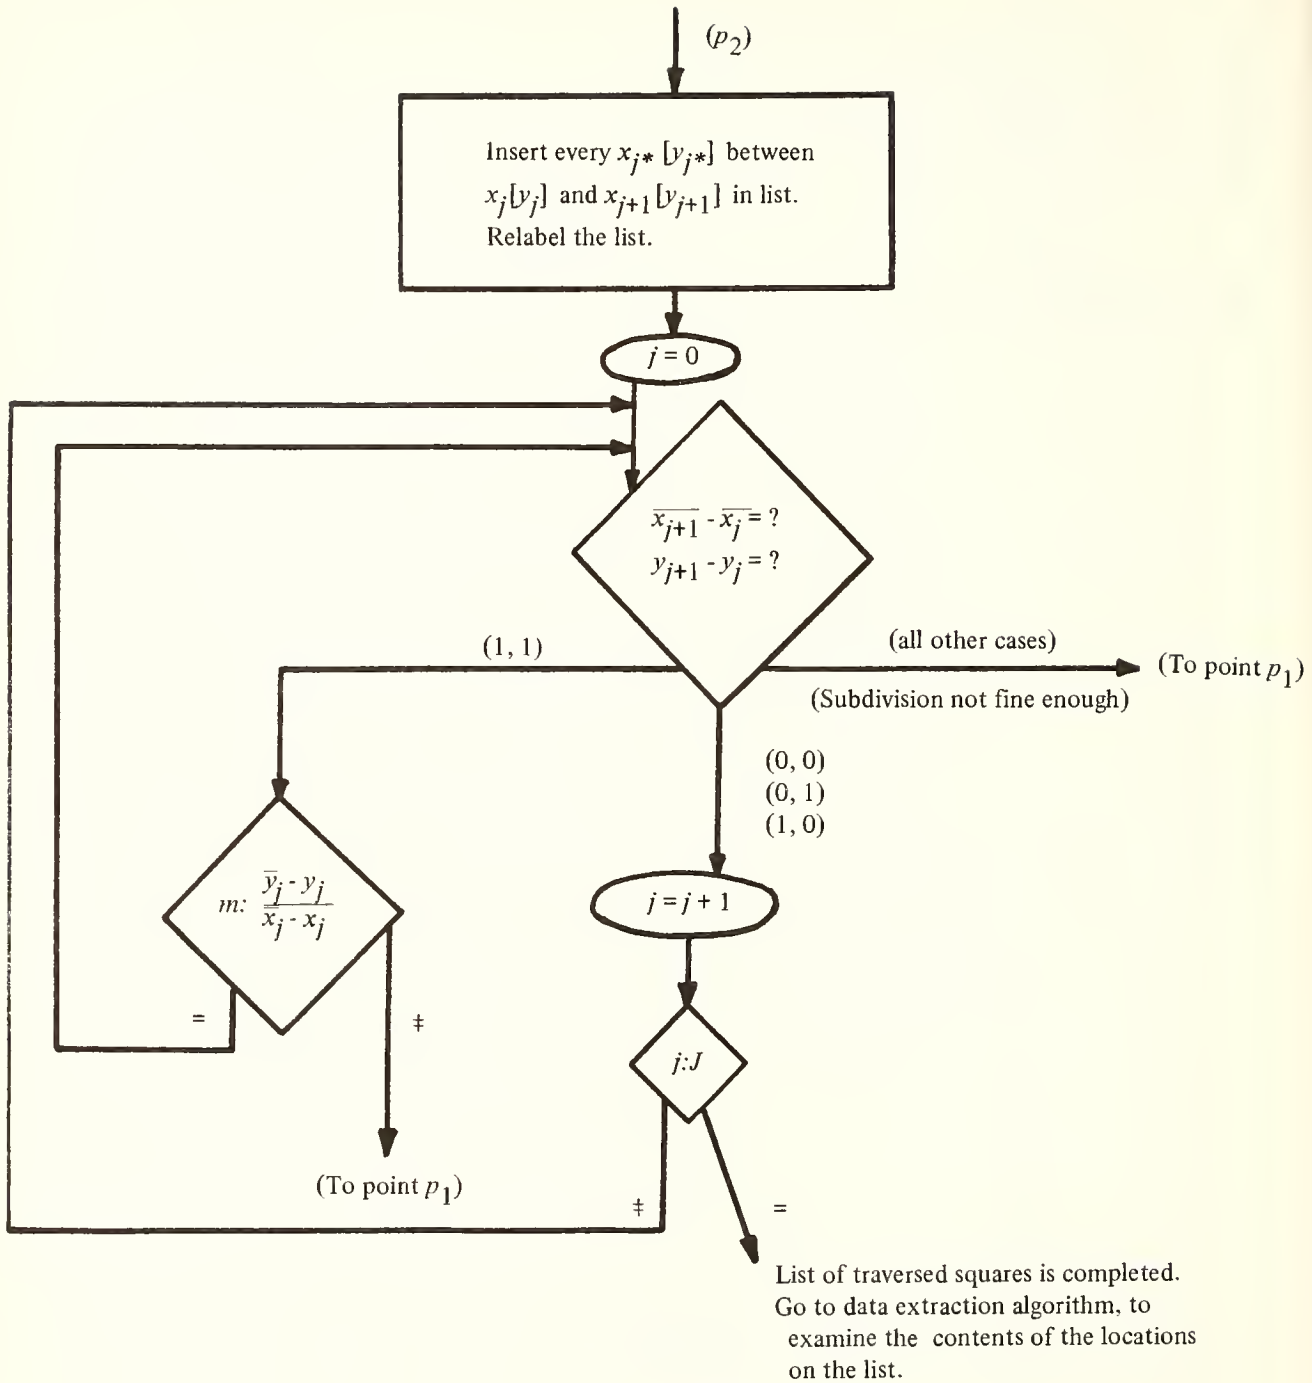 (p₂)
Insert every xⱼ* [yⱼ*] between
xⱼ[yⱼ] and xⱼ₊₁ [yⱼ₊₁] in list.
Relabel the list.
j = 0
x̅ⱼ₊₁ - x̅ⱼ = ?
yⱼ₊₁ - yⱼ = ?
(1, 1)
(all other cases)
(To point p₁)
(Subdivision not fine enough)
(0, 0)
(0, 1)
(1, 0)
m: (y̅ⱼ - yⱼ)/(x̅ⱼ - xⱼ)
j = j + 1
=
‡
j:J
(To point p₁)
‡
=
List of traversed squares is completed.
Go to data extraction algorithm, to
examine the contents of the locations
on the list.